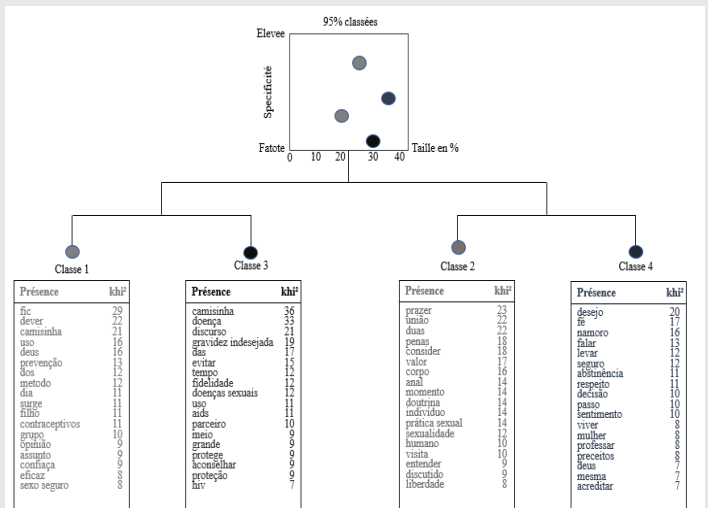 95% classées
Elevee
Specificité
Fatote
Taille en %
0 10 20 30 40
Classe 1
Présence khi²
fic 29
dever 22
camisinha 21
uso 16
deus 16
prevenção 13
dos 12
metodo 12
dia 11
surge 11
filho 11
contraceptivos 11
grupo 10
opinião 9
assunto 9
confiaça 9
eficaz 8
sexo seguro 8
Classe 3
Présence khi²
camisinha 36
doença 33
discurso 21
gravidez indesejada 19
das 17
evitar 15
tempo 12
fidelidade 12
doenças sexuais 12
uso 11
aids 11
parceiro 10
meio 9
grande 9
protege 9
aconselhar 9
proteção 9
hiv 7
Classe 2
Présence khi²
prazer 23
união 22
duas 22
penas 18
consider 18
valor 17
corpo 16
anal 14
momento 14
doutrina 14
indivíduo 14
prática sexual 14
sexualidade 12
humano 10
visita 10
entender 9
discutido 9
liberdade 8
Classe 4
Présence khi²
desejo 20
fé 17
namoro 16
falar 13
levar 12
seguro 12
abstinência 11
respeito 11
decisão 10
passo 10
sentimento 10
viver 8
mulher 8
professar 8
preceitos 8
deus 7
mesma 7
acreditar 7